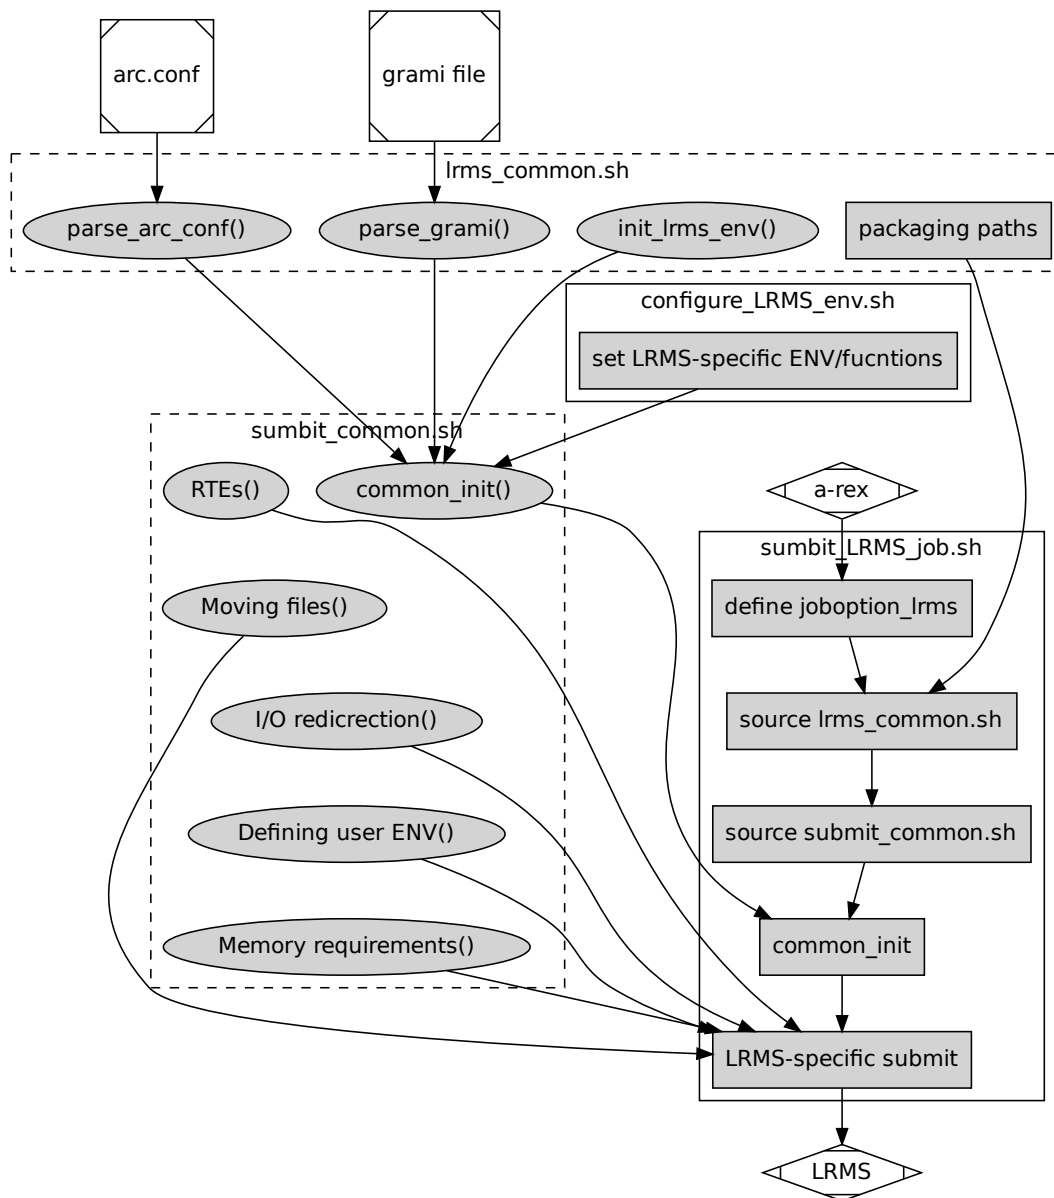 arc.conf
grami file
lrms_common.sh
parse_arc_conf()
parse_grami()
init_lrms_env()
packaging paths
configure_LRMS_env.sh
set LRMS-specific ENV/fucntions
sumbit_common.sh
RTEs()
common_init()
a-rex
sumbit_LRMS_job.sh
Moving files()
define joboption_lrms
I/O redicrection()
source lrms_common.sh
Defining user ENV()
source submit_common.sh
Memory requirements()
common_init
LRMS-specific submit
LRMS